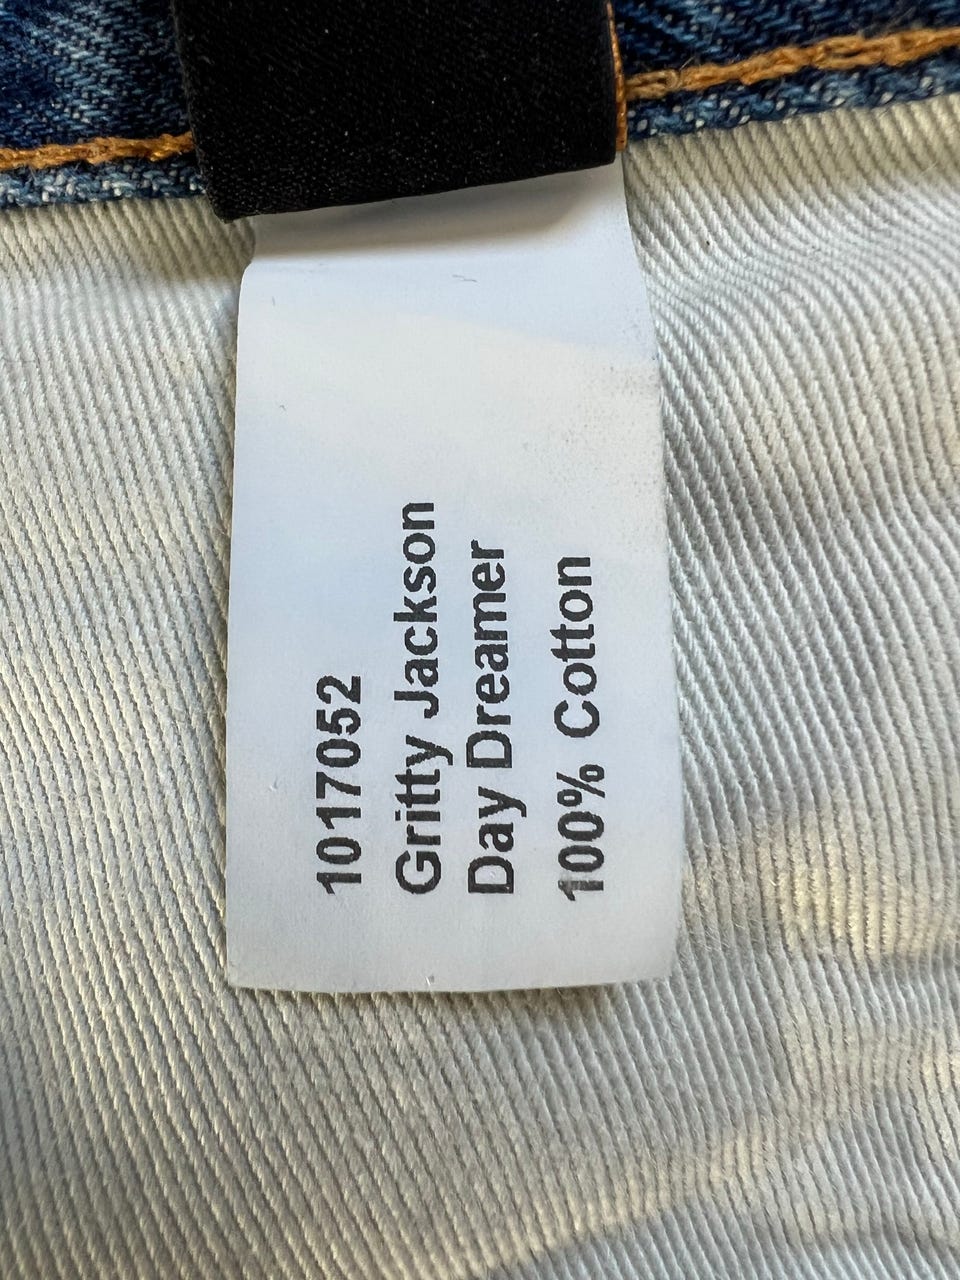 1017052
Gritty Jackson
Day Dreamer
100% Cotton